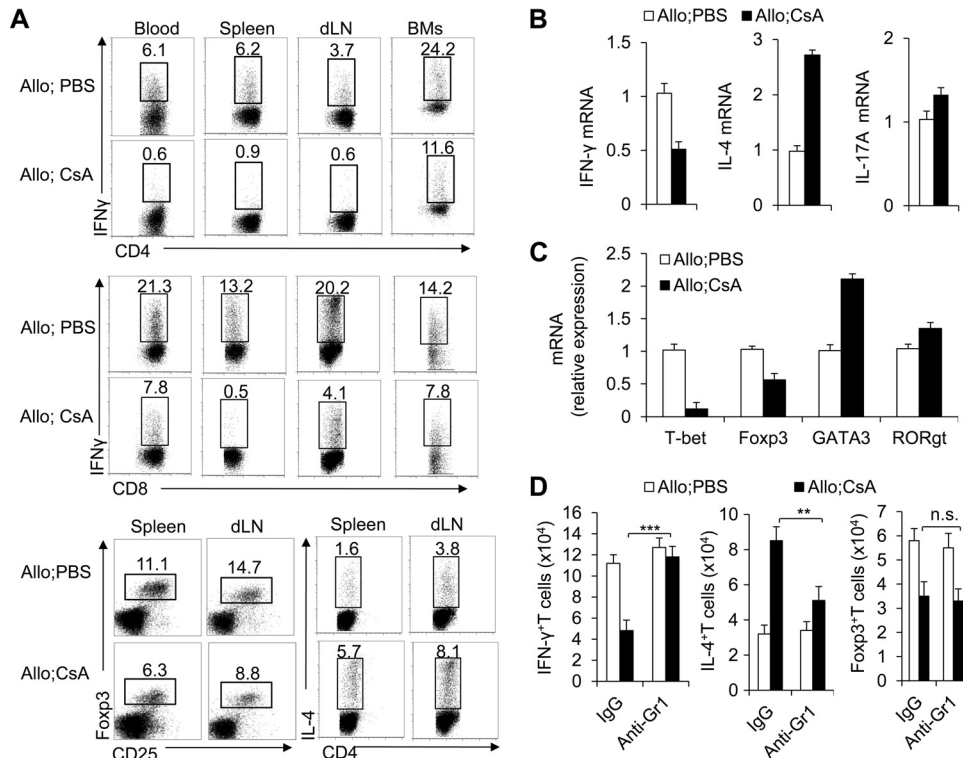 A
Blood Spleen dLN BMs
6.1 6.2 3.7 24.2
Allo; PBS
0.6 0.9 0.6 11.6
Allo; CsA
IFNγ
CD4
21.3 13.2 20.2 14.2
Allo; PBS
7.8 0.5 4.1 7.8
Allo; CsA
IFNγ
CD8
Spleen dLN Spleen dLN
11.1 14.7 1.6 3.8
Allo;PBS
6.3 8.8 5.7 8.1
Allo;CsA
Foxp3
IL-4
CD25 CD4
B
Allo;PBS Allo;CsA
IFN-γ mRNA
1.5
1
0.5
0
IL-4 mRNA
3
2
1
0
IL-17A mRNA
2
1
0
C
Allo;PBS
Allo;CsA
mRNA
(relative expression)
2.5
2
1.5
1
0.5
0
T-bet Foxp3 GATA3 RORgt
D
Allo;PBS Allo;CsA
IFN-γ⁺T cells (x10⁴)
16
14
12
10
8
6
4
2
0
***
IgG Anti-Gr1
IL-4⁺T cells (x10⁴)
10
8
6
4
2
0
**
IgG Anti-Gr1
Foxp3⁺T cells (x10⁴)
7
6
5
4
3
2
1
0
n.s.
IgG Anti-Gr1